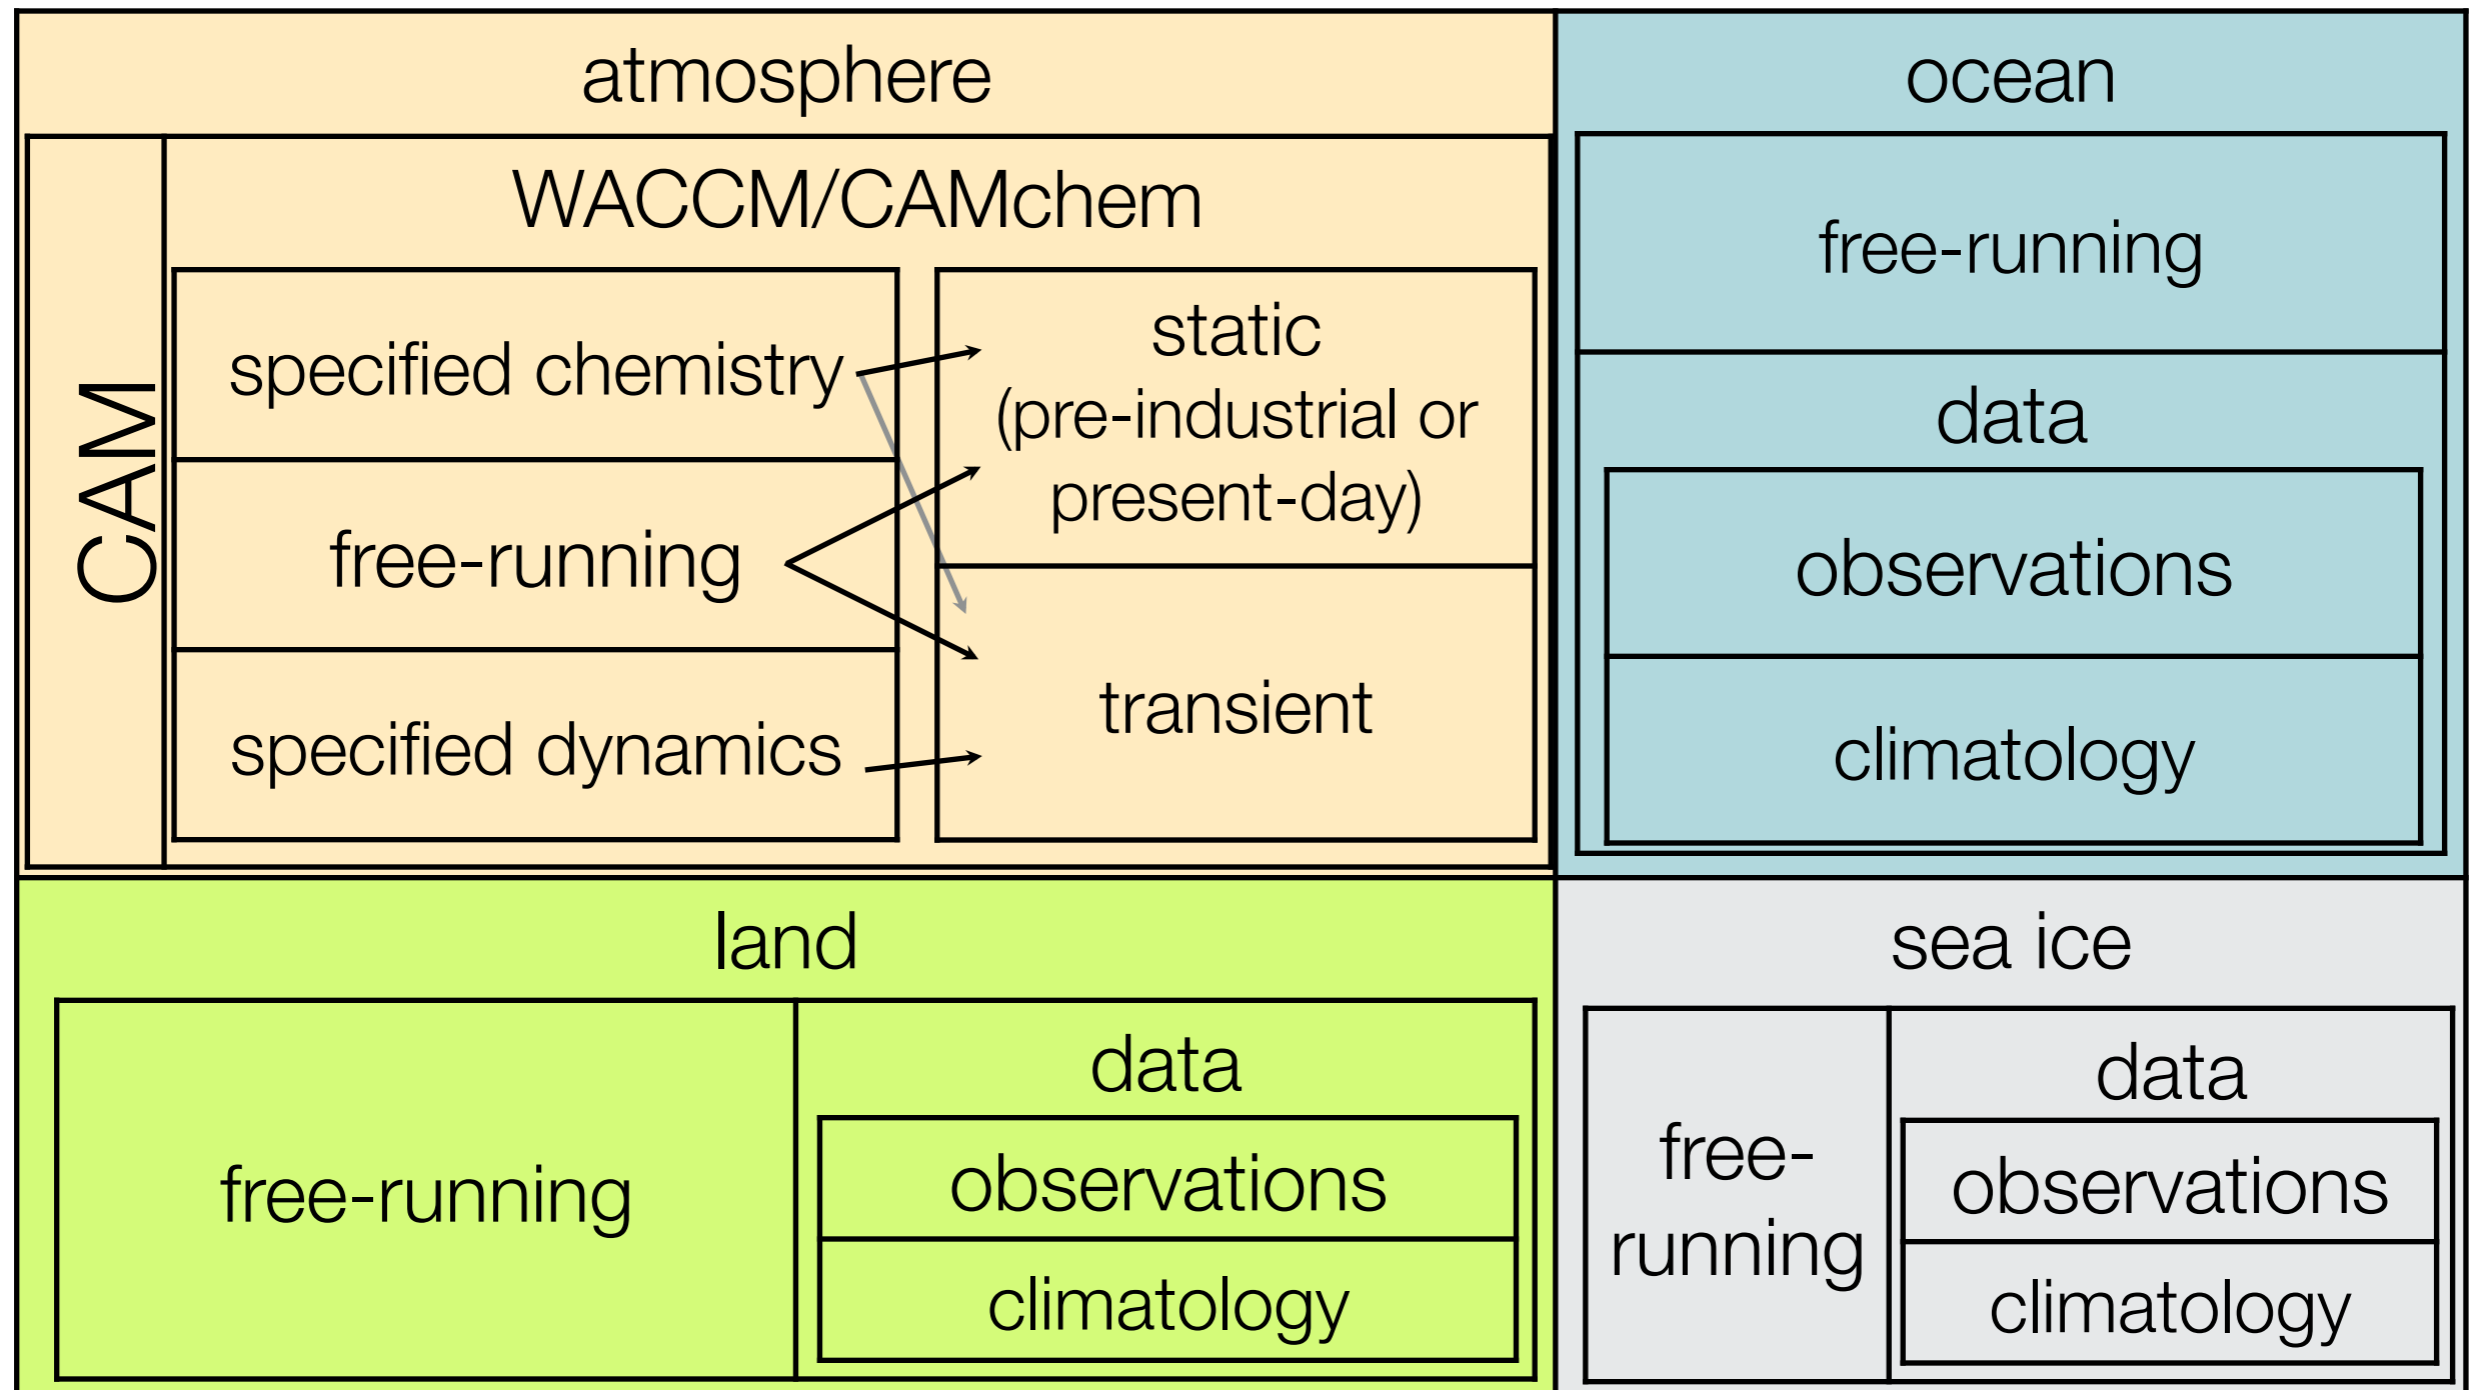 atmosphere
CAM
WACCM/CAMchem
specified chemistry
free-running
specified dynamics
static
(pre-industrial or
present-day)
transient
ocean
free-running
data
observations
climatology
land
free-running
data
observations
climatology
sea ice
free-
running
data
observations
climatology